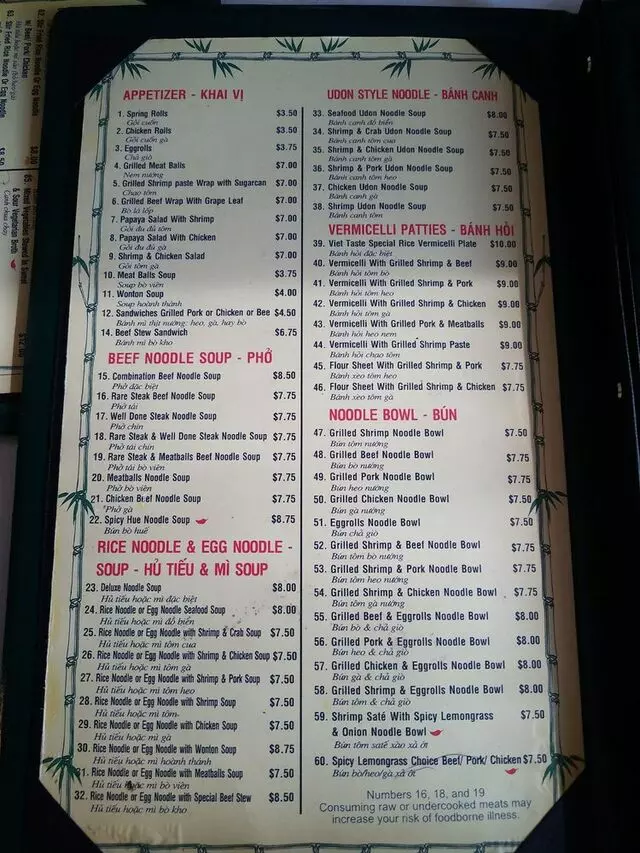 APPETIZER - KHAI VỊ
1. Spring Rolls $3.50
Gỏi cuốn
2. Chicken Rolls $3.50
Gỏi cuốn gà
3. Eggrolls $3.75
Chả giò
4. Grilled Meat Balls $7.00
Nem nướng
5. Grilled Shrimp paste Wrap with Sugarcan $7.00
Chạo tôm
6. Grilled Beef Wrap With Grape Leaf $7.00
Bò lá lốp
7. Papaya Salad With Shrimp $7.00
Gỏi đu đủ tôm
8. Papaya Salad With Chicken $7.00
Gỏi đu đủ gà
9. Shrimp & Chicken Salad $7.00
Gỏi tôm gà
10. Meat Balls Soup $3.75
Soup bò viên
11. Wonton Soup $4.00
Soup hoành thánh
12. Sandwiches Grilled Pork or Chicken or Bee $4.50
Bánh mì thịt nướng: heo, gà, hay bò
14. Beef Stew Sandwich $6.75
Bánh mì bò kho
BEEF NOODLE SOUP - PHỞ
15. Combination Beef Noodle Soup $8.50
Phở đặc biệt
16. Rare Steak Beef Noodle Soup $7.75
Phở tái
17. Well Done Steak Noodle Soup $7.75
Phở chín
18. Rare Steak & Well Done Steak Noodle Soup $7.75
Phở tái chín
19. Rare Steak & Meatballs Beef Noodle Soup $7.75
Phở tái bò viên
20. Meatballs Noodle Soup $7.75
Phở bò viên
21. Chicken Beef Noodle Soup $7.75
Phở gà
22. Spicy Hue Noodle Soup $8.75
Bún bò huế
RICE NOODLE & EGG NOODLE -
SOUP - HỦ TIẾU & MÌ SOUP
23. Deluxe Noodle Soup $8.00
Hủ tiếu hoặc mì đặc biệt
24. Rice Noodle or Egg Noodle Seafood Soup $8.00
Hủ tiếu hoặc mì đồ biển
25. Rice Noodle or Egg Noodle with Shrimp & Crab Soup $7.50
Hủ tiếu hoặc mì tôm cua
26. Rice Noodle or Egg Noodle with Shrimp & Chicken Soup $7.50
Hủ tiếu hoặc mì tôm gà
27. Rice Noodle or Egg Noodle with Shrimp & Pork Soup $7.50
Hủ tiếu hoặc mì tôm heo
28. Rice Noodle or Egg Noodle with Shrimp Soup $7.50
Hủ tiếu hoặc mì tôm
29. Rice Noodle or Egg Noodle with Chicken Soup $7.50
Hủ tiếu hoặc mì gà
30. Rice Noodle or Egg Noodle with Wonton Soup $8.75
Hủ tiếu hoặc mì hoành thánh
31. Rice Noodle or Egg Noodle with Meatballs Soup $7.50
Hủ tiếu hoặc mì bò viên
32. Rice Noodle or Egg Noodle with Special Beef Stew $8.50
Hủ tiếu hoặc mì bò kho
UDON STYLE NOODLE - BÁNH CANH
33. Seafood Udon Noodle Soup $8.00
Bánh canh đồ biển
34. Shrimp & Crab Udon Noodle Soup $7.50
Bánh canh tôm cua
35. Shrimp & Chicken Udon Noodle Soup $7.50
Bánh canh tôm gà
36. Shrimp & Pork Udon Noodle Soup $7.50
Bánh canh tôm heo
37. Chicken Udon Noodle Soup $7.50
Bánh canh gà
38. Shrimp Udon Noodle Soup $7.50
Bánh canh tôm
VERMICELLI PATTIES - BÁNH HỎI
39. Viet Taste Special Rice Vermicelli Plate $10.00
Bánh hỏi đặc biệt
40. Vermicelli With Grilled Shrimp & Beef $9.00
Bánh hỏi tôm bò
41. Vermicelli With Grilled Shrimp & Pork $9.00
Bánh hỏi tôm heo
42. Vermicelli With Grilled Shrimp & Chicken $9.00
Bánh hỏi tôm gà
43. Vermicelli With Grilled Pork & Meatballs $9.00
Bánh hỏi heo nem
44. Vermicelli With Grilled Shrimp Paste $9.00
Bánh hỏi chạo tôm
45. Flour Sheet With Grilled Shrimp & Pork $7.75
Bánh xèo tôm heo
46. Flour Sheet With Grilled Shrimp & Chicken $7.75
Bánh xèo tôm gà
NOODLE BOWL - BÚN
47. Grilled Shrimp Noodle Bowl $7.50
Bún tôm nướng
48. Grilled Beef Noodle Bowl $7.75
Bún bò nướng
49. Grilled Pork Noodle Bowl $7.75
Bún heo nướng
50. Grilled Chicken Noodle Bowl $7.50
Bún gà nướng
51. Eggrolls Noodle Bowl $7.50
Bún chả giò
52. Grilled Shrimp & Beef Noodle Bowl $7.75
Bún tôm bò nướng
53. Grilled Shrimp & Pork Noodle Bowl $7.75
Bún tôm heo nướng
54. Grilled Shrimp & Chicken Noodle Bowl $7.75
Bún tôm gà nướng
55. Grilled Beef & Eggrolls Noodle Bowl $8.00
Bún bò & chả giò
56. Grilled Pork & Eggrolls Noodle Bowl $8.00
Bún heo & chả giò
57. Grilled Chicken & Eggrolls Noodle Bowl $8.00
Bún gà & chả giò
58. Grilled Shrimp & Eggrolls Noodle Bowl $8.00
Bún tôm & chả giò
59. Shrimp Saté With Spicy Lemongrass $7.50
& Onion Noodle Bowl
Bún tôm saté xào xả ớt
60. Spicy Lemongrass Choice Beef/ Pork/ Chicken $7.50
Bún bò/heo/gà xả ớt
Numbers 16, 18, and 19
Consuming raw or undercooked meats may
increase your risk of foodborne illness.